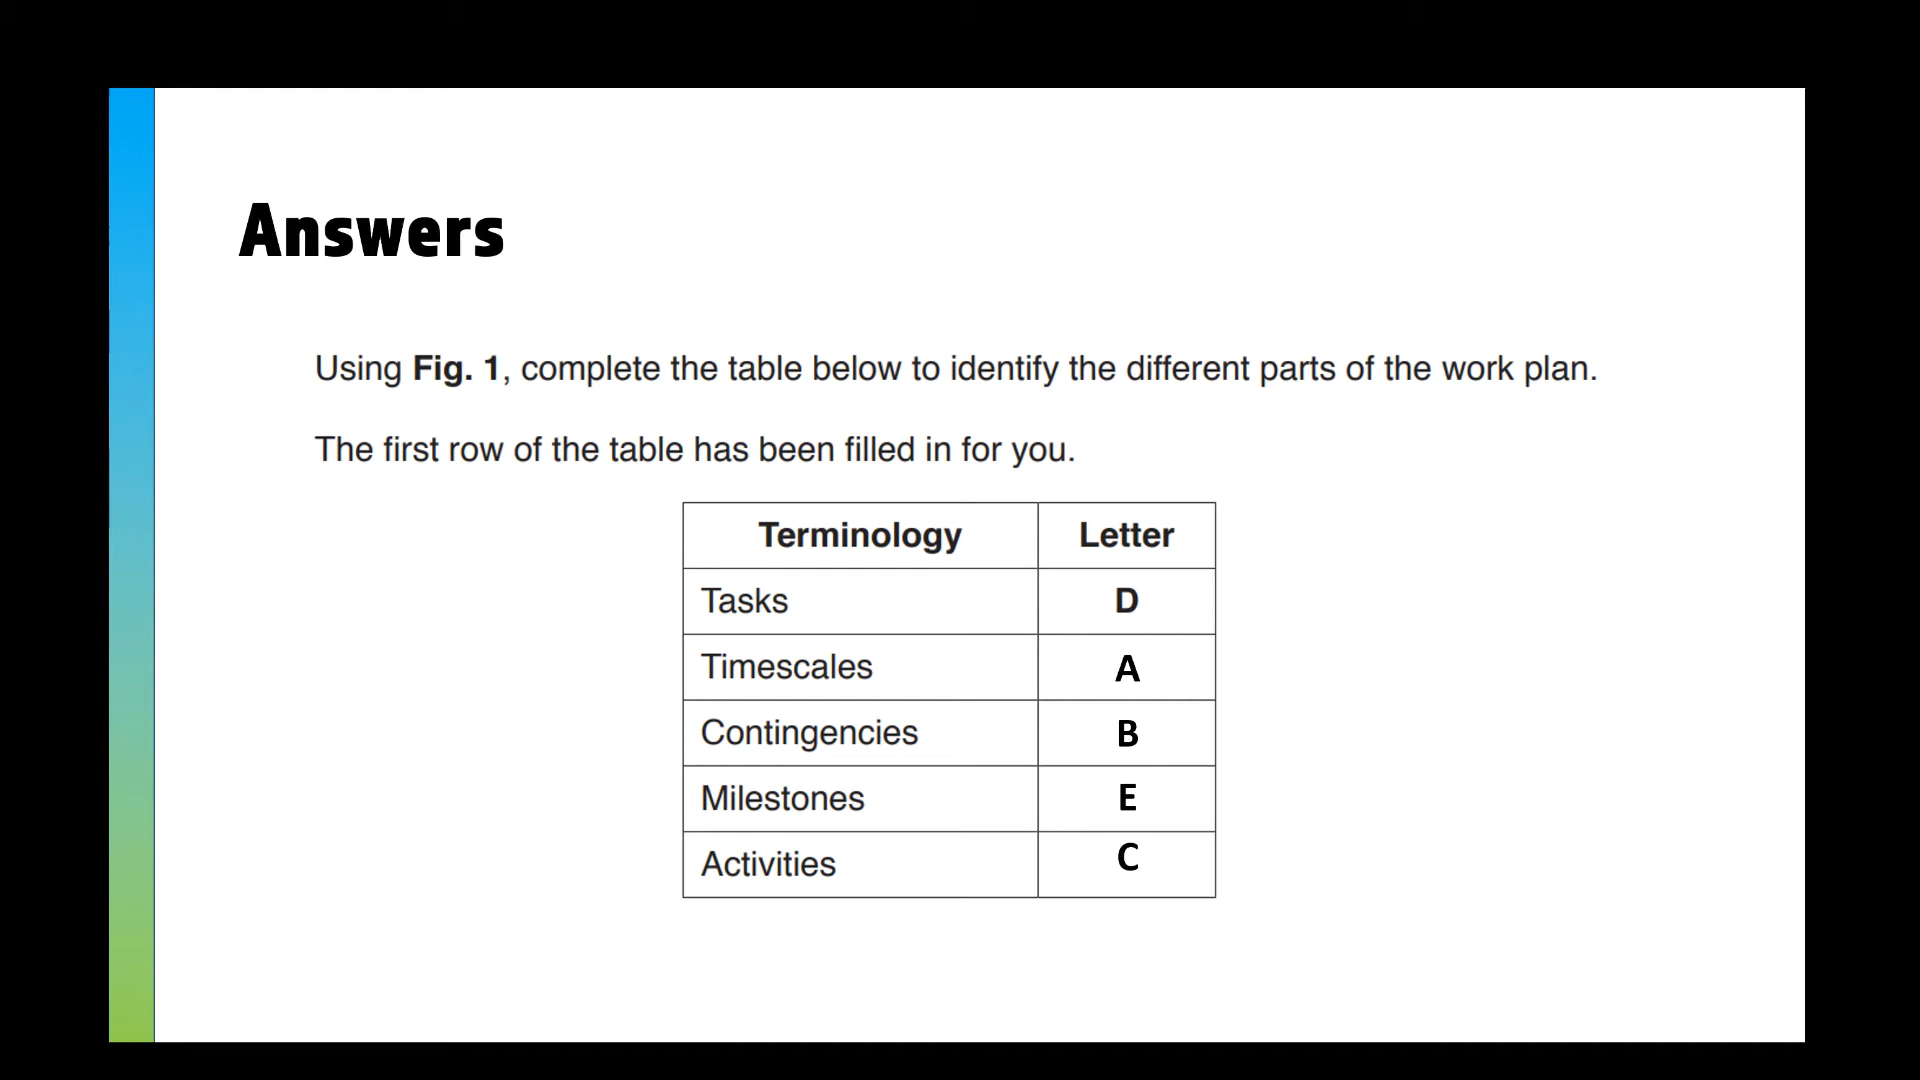 Answers
Using Fig. 1, complete the table below to identify the different parts of the work plan.
The first row of the table has been filled in for you.
Terminology Letter
Tasks D
Timescales A
Contingencies B
Milestones E
Activities C